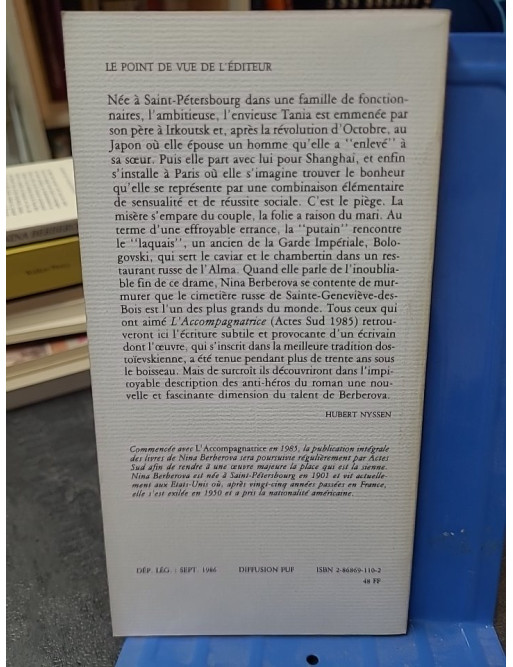 LE POINT DE VUE DE L'ÉDITEUR
Née à Saint-Pétersbourg dans une famille de fonction-
naires, l'ambitieuse, l'envieuse Tania est emmenée par
son père à Irkoutsk et, après la révolution d'Octobre, au
Japon où elle épouse un homme qu'elle a "enlevé" à
sa sœur. Puis elle part avec lui pour Shanghai, et enfin
s'installe à Paris où elle s'imagine trouver le bonheur
qu'elle se représente par une combinaison élémentaire
de sensualité et de réussite sociale. C'est le piège. La
misère s'empare du couple, la folie a raison du mari. Au
terme d'une effroyable errance, la "putain" rencontre
le "laquais", un ancien de la Garde Impériale, Bolo-
govski, qui sert le caviar et le chambertin dans un res-
taurant russe de l'Alma. Quand elle parle de l'inoublia-
ble fin de ce drame, Nina Berberova se contente de mur-
murer que le cimetière russe de Sainte-Geneviève-des-
Bois est l'un des plus grands du monde. Tous ceux qui
ont aimé L'Accompagnatrice (Actes Sud 1985) retrou-
veront ici l'écriture subtile et provocante d'un écrivain
dont l'œuvre, qui s'inscrit dans la meilleure tradition dos-
toïevskienne, a été tenue pendant plus de trente ans sous
le boisseau. Mais de surcroît ils découvriront dans l'impi-
toyable description des anti-héros du roman une nou-
velle et fascinante dimension du talent de Berberova.
HUBERT NYSSEN
Commencée avec L'Accompagnatrice en 1985, la publication intégrale
des livres de Nina Berberova sera poursuivie régulièrement par Actes
Sud afin de rendre à une œuvre majeure la place qui est la sienne.
Nina Berberova est née à Saint-Pétersbourg en 1901 et vit actuelle-
ment aux Etats-Unis où, après vingt-cinq années passées en France,
elle s'est exilée en 1950 et a pris la nationalité américaine.
DÉP. LÉG. : SEPT. 1986 DIFFUSION PUF ISBN 2-86869-110-2
48 FF